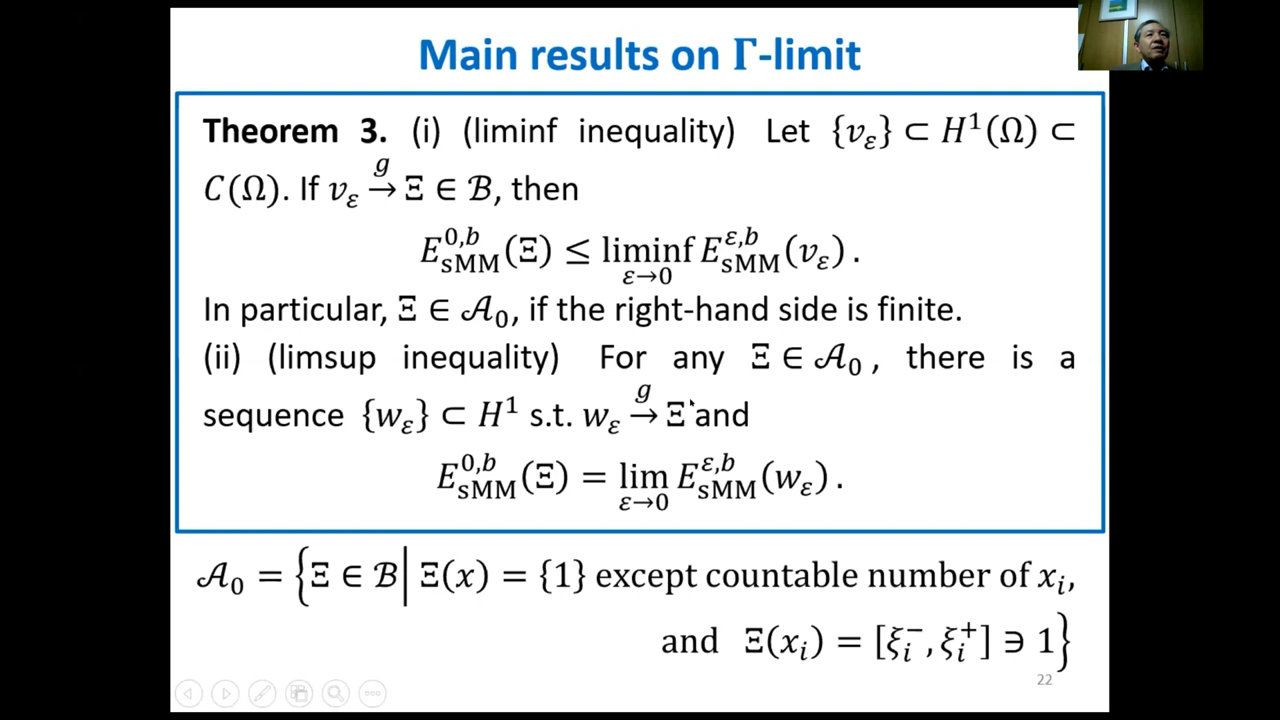 Main results on Γ-limit
Theorem 3. (i) (liminf inequality) Let {v_ε} ⊂ H¹(Ω) ⊂
C(Ω). If v_ε →^g Ξ ∈ ℬ, then
E_sMM^{0,b}(Ξ) ≤ liminf_{ε→0} E_sMM^{ε,b}(v_ε) .
In particular, Ξ ∈ 𝒜₀, if the right-hand side is finite.
(ii) (limsup inequality) For any Ξ ∈ 𝒜₀ , there is a
sequence {w_ε} ⊂ H¹ s.t. w_ε →^g Ξ and
E_sMM^{0,b}(Ξ) = lim_{ε→0} E_sMM^{ε,b}(w_ε) .
𝒜₀ = {Ξ ∈ ℬ| Ξ(x) = {1} except countable number of x_i,
and Ξ(x_i) = [ξ_i^−, ξ_i^+] ∋ 1}
22